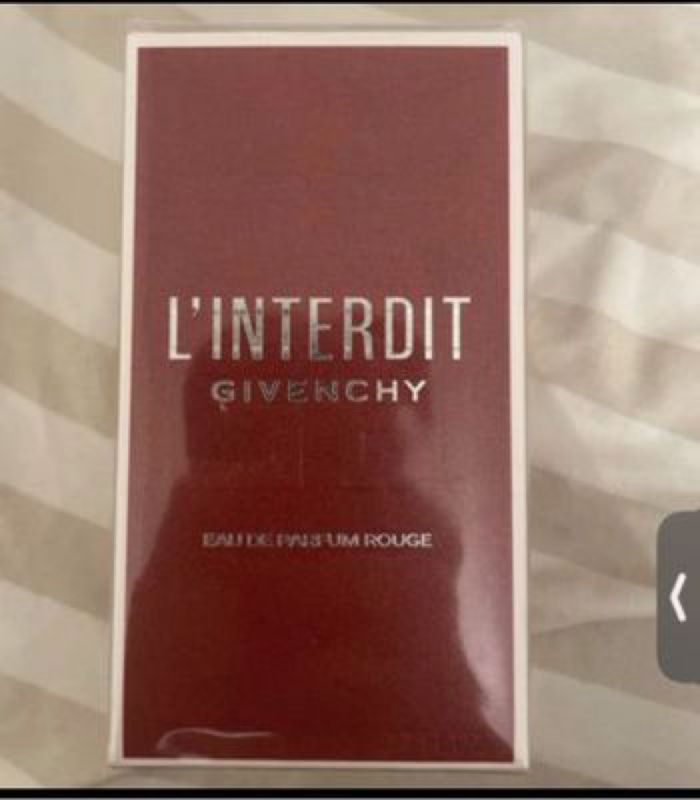 L'INTERDIT
GIVENCHY
EAU DE PARFUM ROUGE